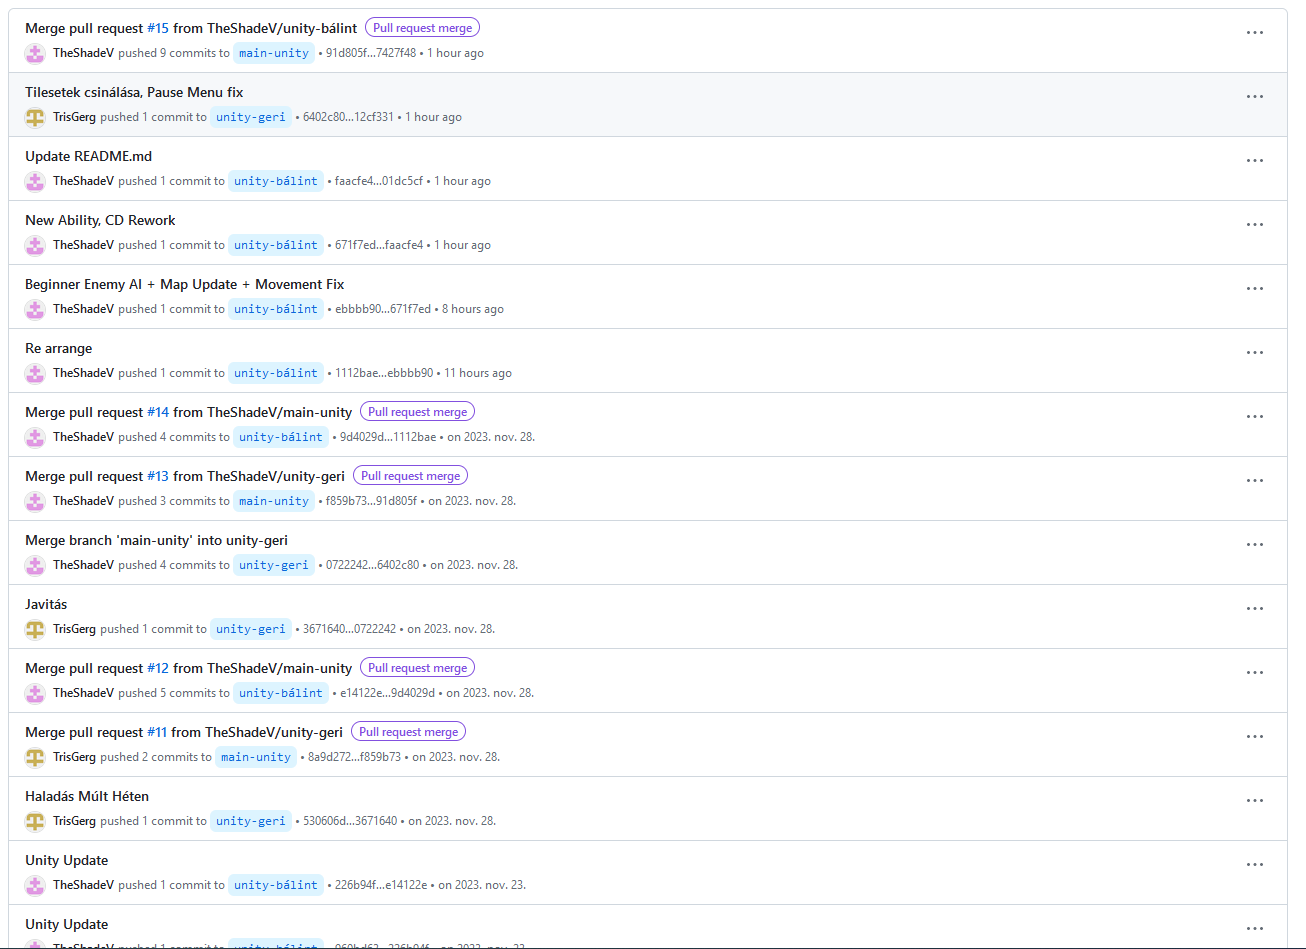 Merge pull request #15 from TheShadeV/unity-bálint Pull request merge
TheShadeV pushed 9 commits to main-unity • 91d805f...7427f48 • 1 hour ago
Tilesetek csinálása, Pause Menu fix
TrisGerg pushed 1 commit to unity-geri • 6402c80...12cf331 • 1 hour ago
Update README.md
TheShadeV pushed 1 commit to unity-bálint • faacfe4...01dc5cf • 1 hour ago
New Ability, CD Rework
TheShadeV pushed 1 commit to unity-bálint • 671f7ed...faacfe4 • 1 hour ago
Beginner Enemy AI + Map Update + Movement Fix
TheShadeV pushed 1 commit to unity-bálint • ebbbb90...671f7ed • 8 hours ago
Re arrange
TheShadeV pushed 1 commit to unity-bálint • 1112bae...ebbbb90 • 11 hours ago
Merge pull request #14 from TheShadeV/main-unity Pull request merge
TheShadeV pushed 4 commits to unity-bálint • 9d4029d...1112bae • on 2023. nov. 28.
Merge pull request #13 from TheShadeV/unity-geri Pull request merge
TheShadeV pushed 3 commits to main-unity • f859b73...91d805f • on 2023. nov. 28.
Merge branch 'main-unity' into unity-geri
TheShadeV pushed 4 commits to unity-geri • 0722242...6402c80 • on 2023. nov. 28.
Javitás
TrisGerg pushed 1 commit to unity-geri • 3671640...0722242 • on 2023. nov. 28.
Merge pull request #12 from TheShadeV/main-unity Pull request merge
TheShadeV pushed 5 commits to unity-bálint • e14122e...9d4029d • on 2023. nov. 28.
Merge pull request #11 from TheShadeV/unity-geri Pull request merge
TrisGerg pushed 2 commits to main-unity • 8a9d272...f859b73 • on 2023. nov. 28.
Haladás Múlt Héten
TrisGerg pushed 1 commit to unity-geri • 530606d...3671640 • on 2023. nov. 28.
Unity Update
TheShadeV pushed 1 commit to unity-bálint • 226b94f...e14122e • on 2023. nov. 23.
Unity Update
TheShadeV pushed 1 commit to unity-bálint